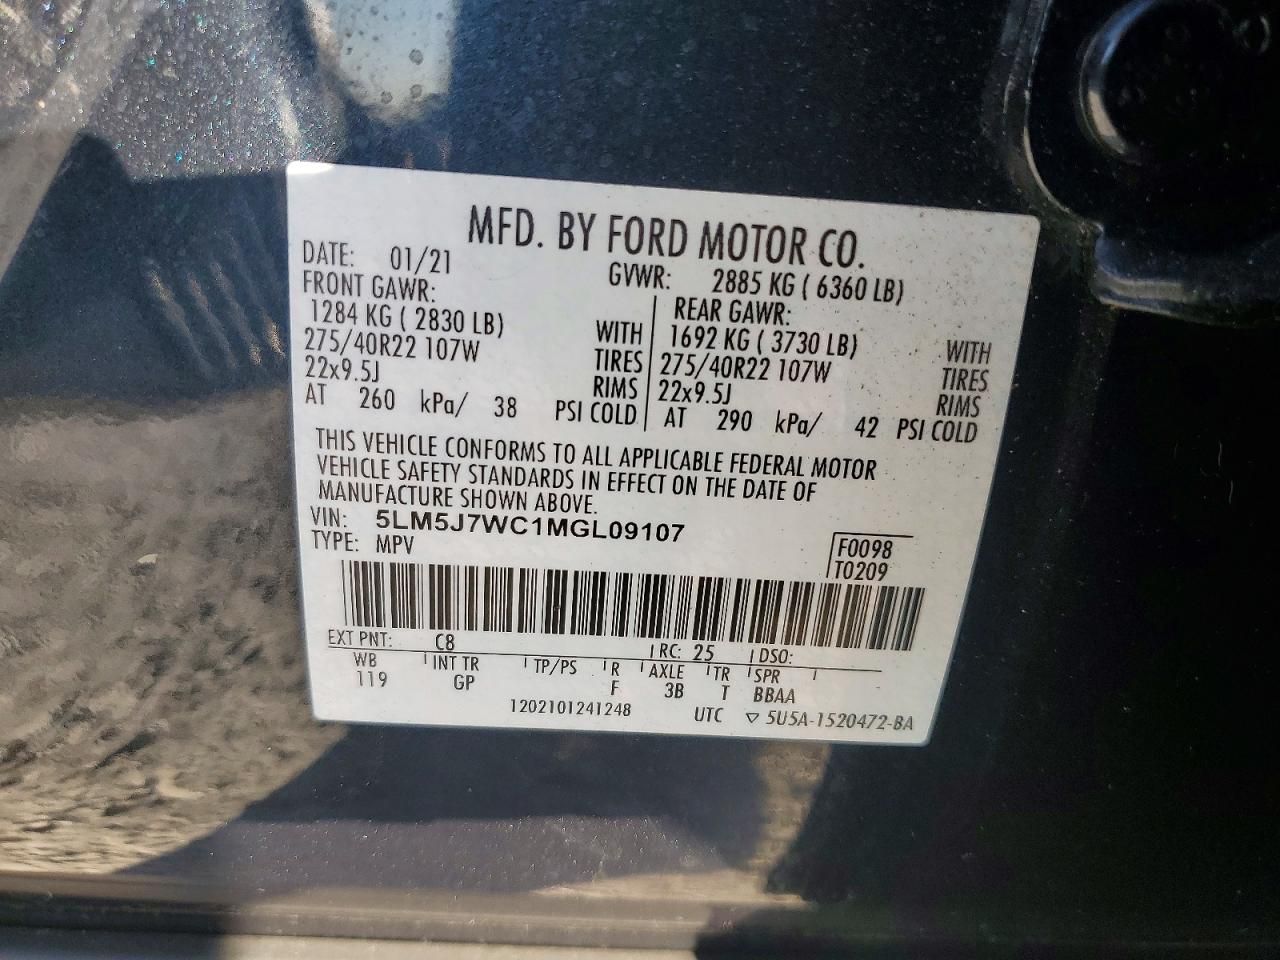 MFD. BY FORD MOTOR CO.
DATE: 01/21 GVWR: 2885 KG ( 6360 LB)
FRONT GAWR: REAR GAWR:
1284 KG ( 2830 LB) WITH 1692 KG ( 3730 LB) WITH
275/40R22 107W TIRES 275/40R22 107W TIRES
22x9.5J RIMS 22x9.5J RIMS
AT 260 kPa/ 38 PSI COLD AT 290 kPa/ 42 PSI COLD
THIS VEHICLE CONFORMS TO ALL APPLICABLE FEDERAL MOTOR
VEHICLE SAFETY STANDARDS IN EFFECT ON THE DATE OF
MANUFACTURE SHOWN ABOVE.
VIN: 5LM5J7WC1MGL09107
TYPE: MPV
F0098
T0209
EXT PNT: C8 RC: 25 DSO:
WB INT TR TP/PS R AXLE TR SPR
119 GP F 3B T BBAA
1202101241248 UTC ▽ 5U5A-1520472-BA